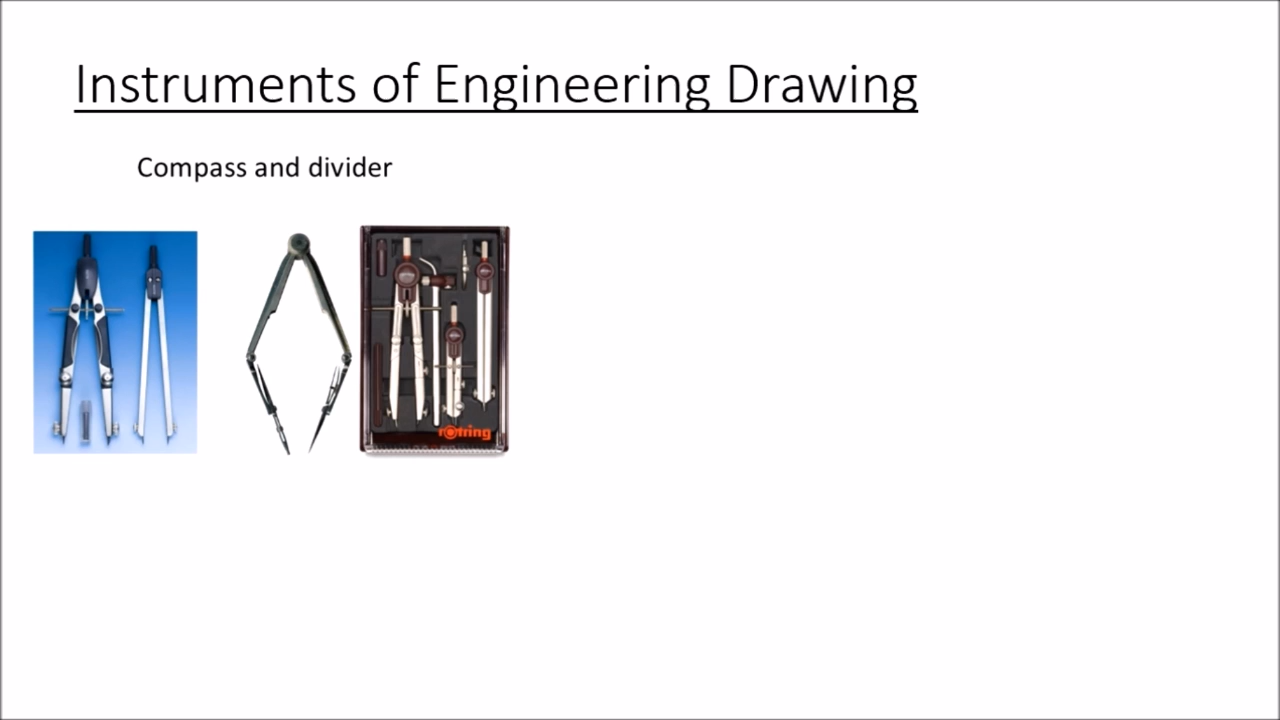 Instruments of Engineering Drawing
Compass and divider
rotring